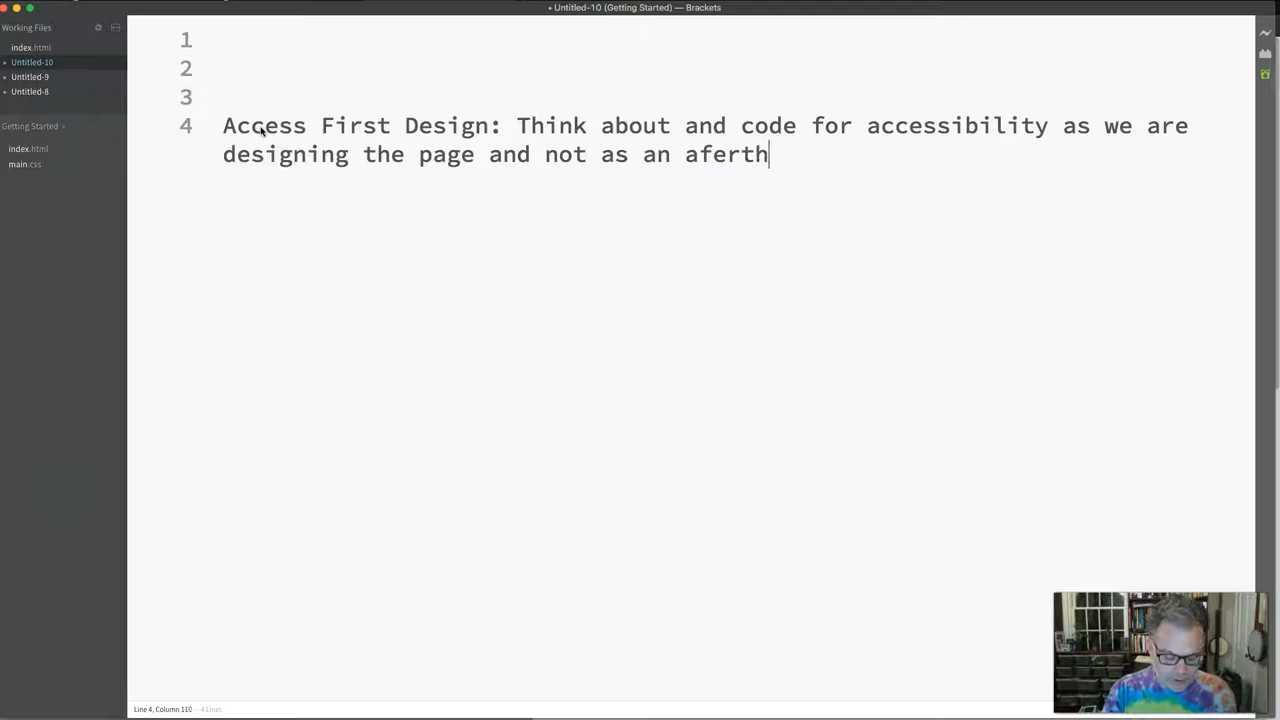 • Untitled-10 (Getting Started) — Brackets
Working Files
index.html
• Untitled-10
• Untitled-9
• Untitled-8
Getting Started
index.html
main.css
1
2
3
4 Access First Design: Think about and code for accessibility as we are
designing the page and not as an aferth
Line 4, Column 110 — 4 Lines